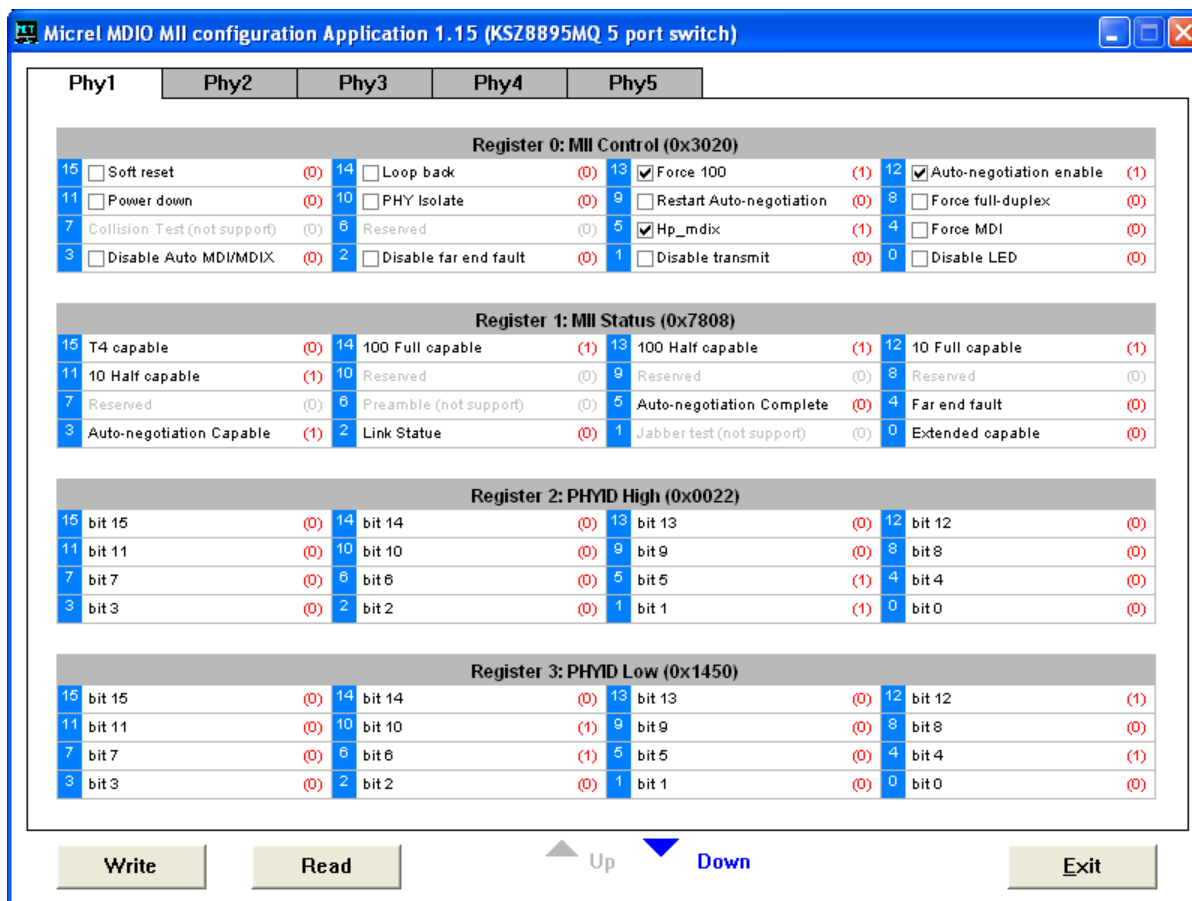 Micrel MDIO MII configuration Application 1.15 (KSZ8895MQ 5 port switch)
Phy1 Phy2 Phy3 Phy4 Phy5
Register 0: MII Control (0x3020)
15 Soft reset (0) 14 Loop back (0) 13 Force 100 (1) 12 Auto-negotiation enable (1)
11 Power down (0) 10 PHY Isolate (0) 9 Restart Auto-negotiation (0) 8 Force full-duplex (0)
7 Collision Test (not support) (0) 6 Reserved (0) 5 Hp_mdix (1) 4 Force MDI (0)
3 Disable Auto MDI/MDIX (0) 2 Disable far end fault (0) 1 Disable transmit (0) 0 Disable LED (0)
Register 1: MII Status (0x7808)
15 T4 capable (0) 14 100 Full capable (1) 13 100 Half capable (1) 12 10 Full capable (1)
11 10 Half capable (1) 10 Reserved (0) 9 Reserved (0) 8 Reserved (0)
7 Reserved (0) 6 Preamble (not support) (0) 5 Auto-negotiation Complete (0) 4 Far end fault (0)
3 Auto-negotiation Capable (1) 2 Link Statue (0) 1 Jabber test (not support) (0) 0 Extended capable (0)
Register 2: PHYID High (0x0022)
15 bit 15 (0) 14 bit 14 (0) 13 bit 13 (0) 12 bit 12 (0)
11 bit 11 (0) 10 bit 10 (0) 9 bit 9 (0) 8 bit 8 (0)
7 bit 7 (0) 6 bit 6 (0) 5 bit 5 (1) 4 bit 4 (0)
3 bit 3 (0) 2 bit 2 (0) 1 bit 1 (1) 0 bit 0 (0)
Register 3: PHYID Low (0x1450)
15 bit 15 (0) 14 bit 14 (0) 13 bit 13 (0) 12 bit 12 (1)
11 bit 11 (0) 10 bit 10 (1) 9 bit 9 (0) 8 bit 8 (0)
7 bit 7 (0) 6 bit 6 (1) 5 bit 5 (0) 4 bit 4 (1)
3 bit 3 (0) 2 bit 2 (0) 1 bit 1 (0) 0 bit 0 (0)
Write Read Up Down Exit